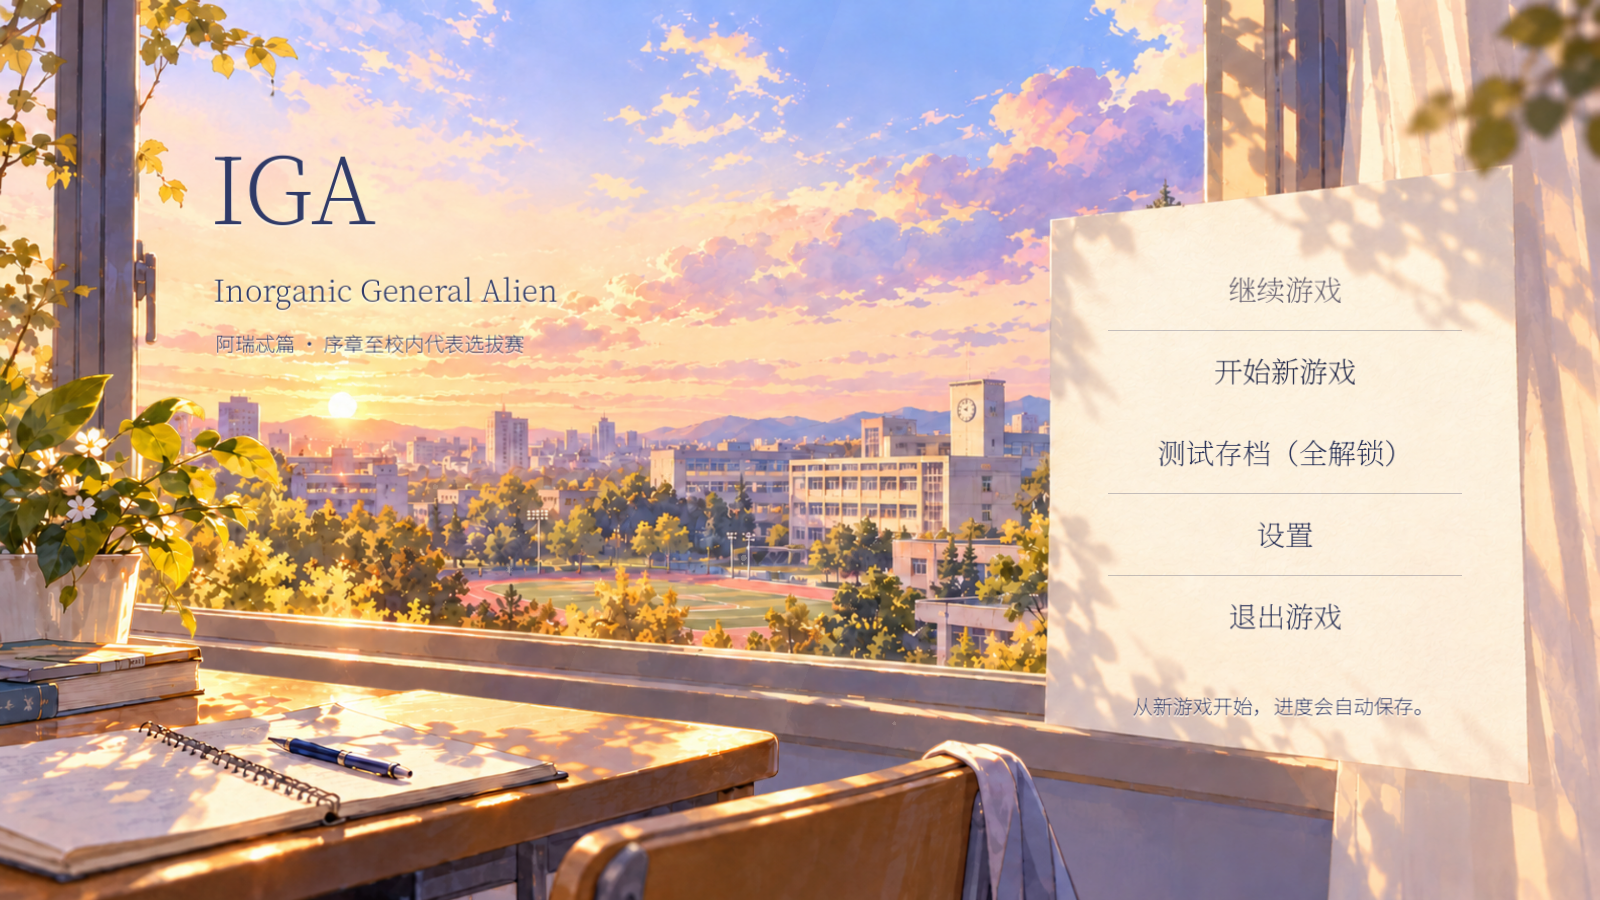 IGA
Inorganic General Alien
阿瑞忒篇 · 序章至校内代表选拔赛
继续游戏
开始新游戏
测试存档（全解锁）
设置
退出游戏
从新游戏开始，进度会自动保存。